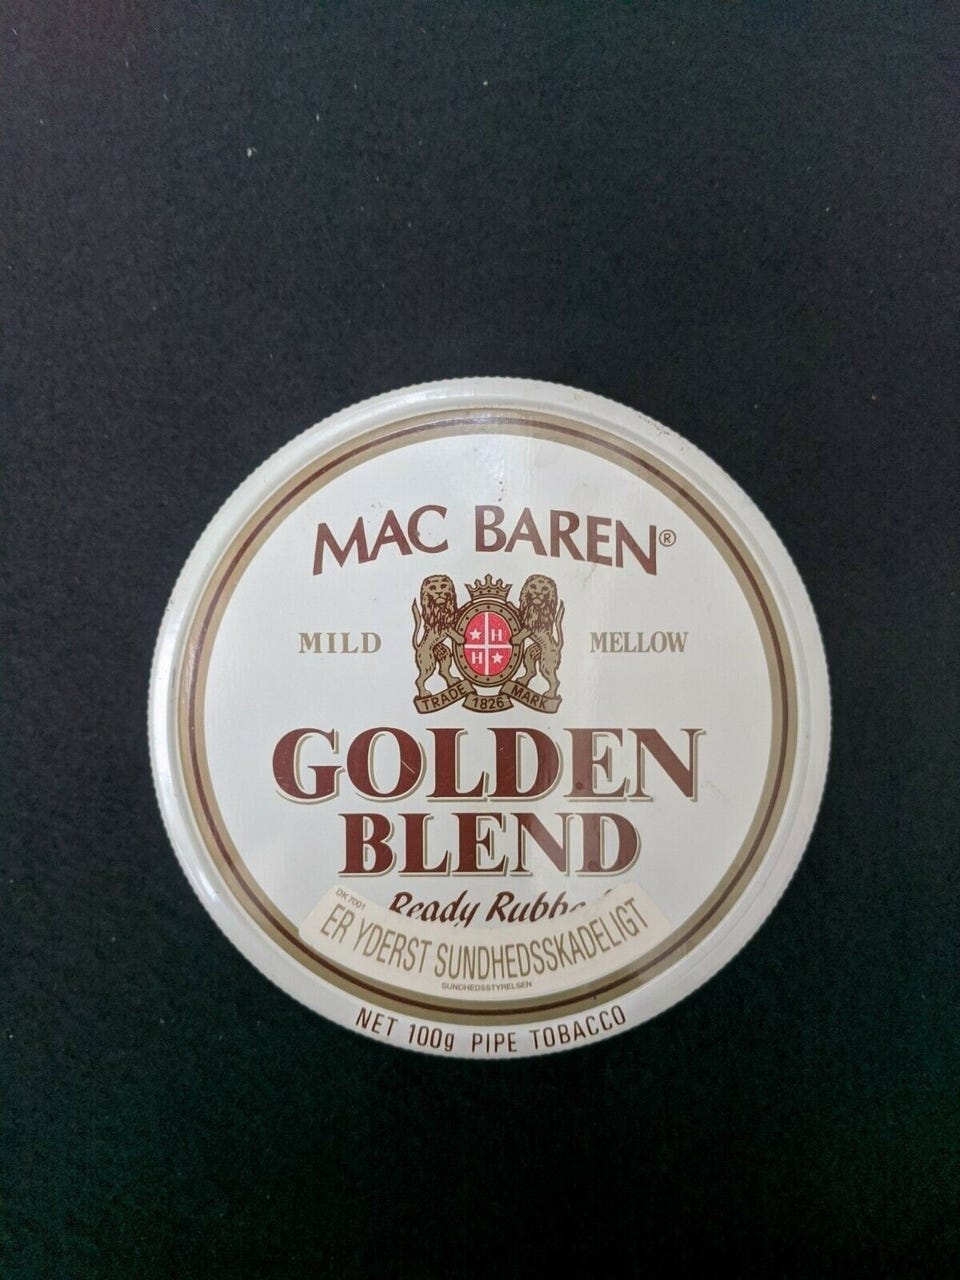 MAC BAREN®
MILD
MELLOW
H
H
TRADE 1826 MARK
GOLDEN
BLEND
Ready
DK 7001
ER YDERST SUNDHEDSSKADELIGT
SUNDHEDSSTYRELSEN
NET 100g PIPE TOBACCO